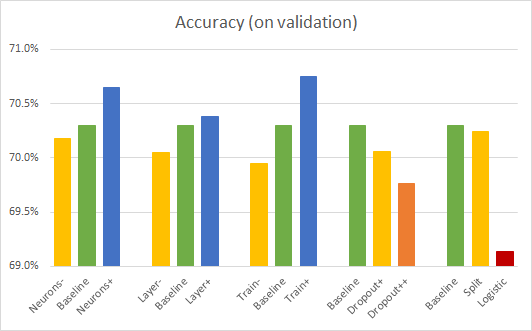 Accuracy (on validation)
71.0%
70.5%
70.0%
69.5%
69.0%
Neurons-
Baseline
Neurons+
Layer-
Baseline
Layer+
Train-
Baseline
Train+
Baseline
Dropout+
Dropout++
Baseline
Split
Logistic